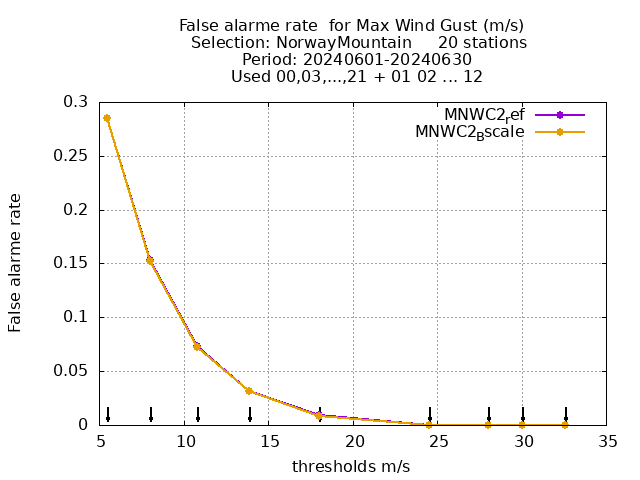 False alarme rate  for Max Wind Gust (m/s)
Selection: NorwayMountain     20 stations
Period: 20240601-20240630
Used 00,03,...,21 + 01 02 ... 12
MNWC2ref
MNWC2Bscale
0.3
0.25
0.2
0.15
0.1
0.05
0
False alarme rate
5 10 15 20 25 30 35
thresholds m/s